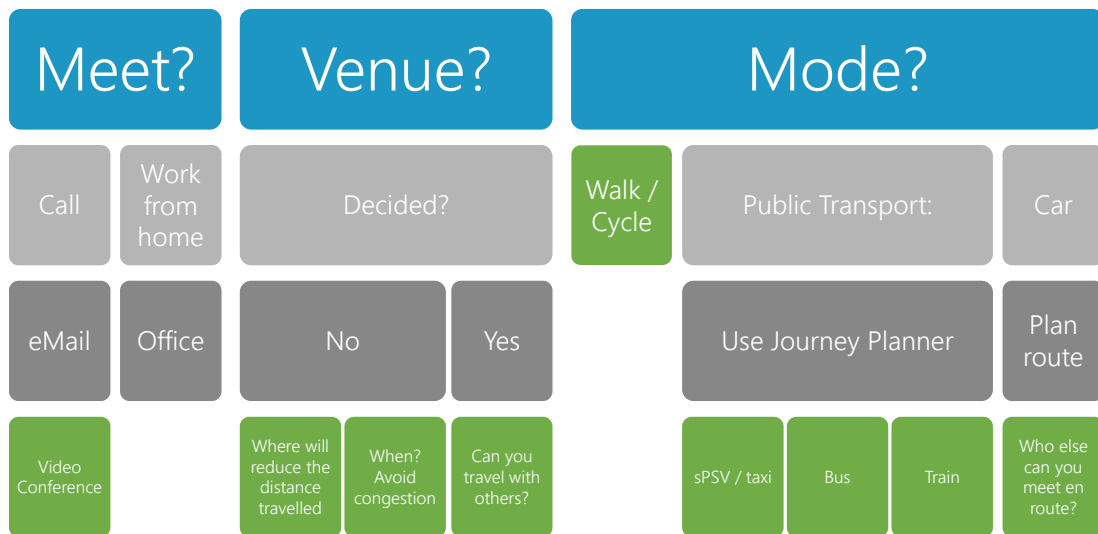 Meet?
Venue?
Mode?
Call
Work
from
home
Decided?
Walk /
Cycle
Public Transport:
Car
eMail
Office
No
Yes
Use Journey Planner
Plan
route
Video
Conference
Where will
reduce the
distance
travelled
When?
Avoid
congestion
Can you
travel with
others?
sPSV / taxi
Bus
Train
Who else
can you
meet en
route?